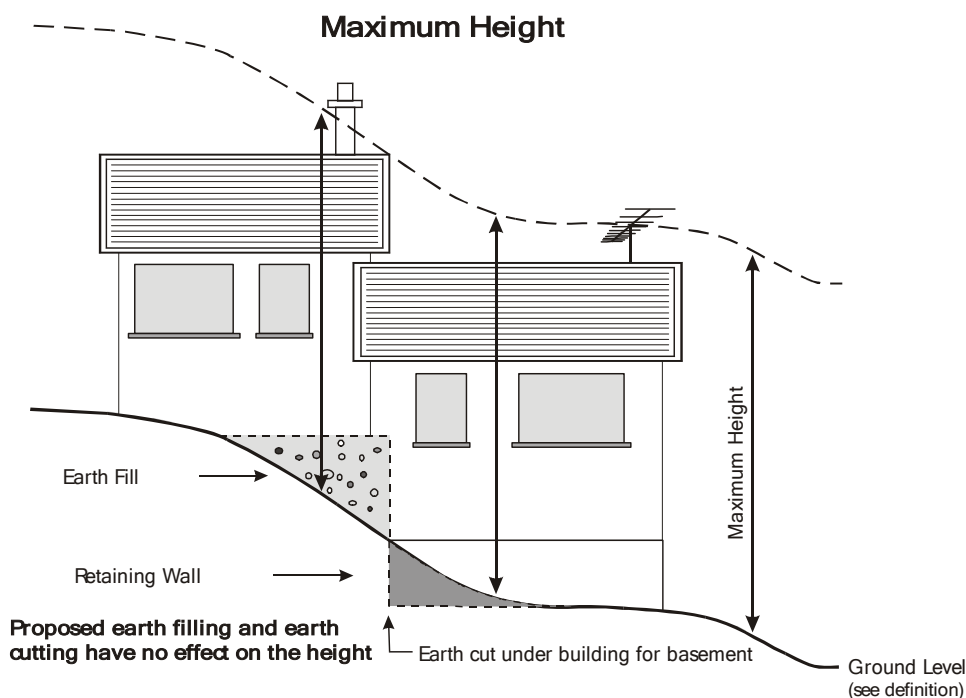 Maximum Height
Maximum Height
Earth Fill
Retaining Wall
Proposed earth filling and earth
cutting have no effect on the height
Earth cut under building for basement
Ground Level
(see definition)